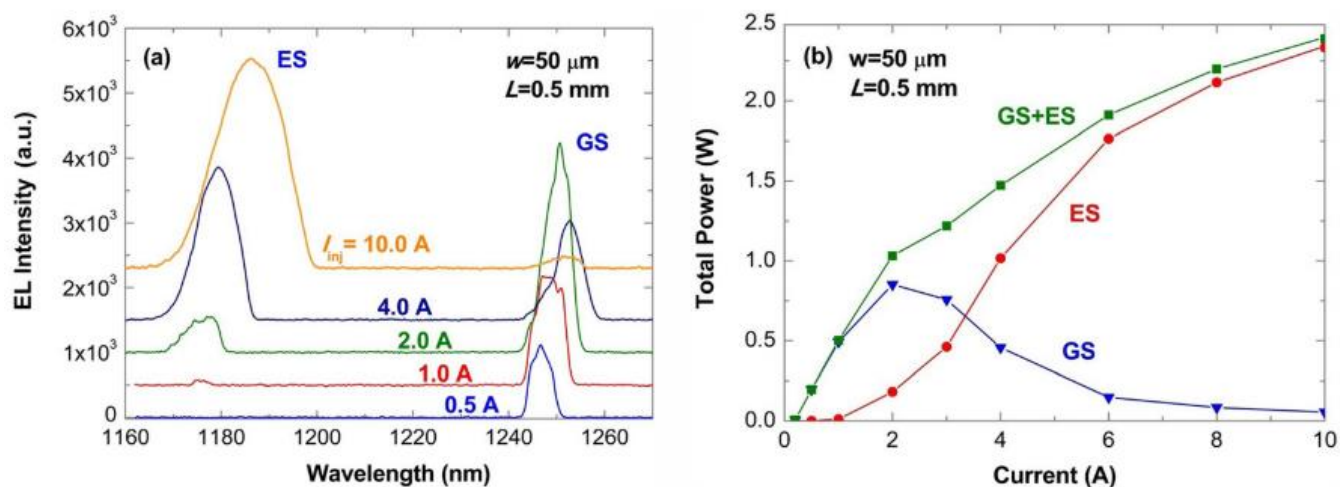 (a)
ES
w=50 μm
L=0.5 mm
GS
I_inj= 10.0 A
4.0 A
2.0 A
1.0 A
0.5 A
6x10³
5x10³
4x10³
3x10³
2x10³
1x10³
0
EL Intensity (a.u.)
1160 1180 1200 1220 1240 1260
Wavelength (nm)
(b) w=50 μm
L=0.5 mm
GS+ES
ES
GS
2.5
2.0
1.5
1.0
0.5
0.0
Total Power (W)
0 2 4 6 8 10
Current (A)